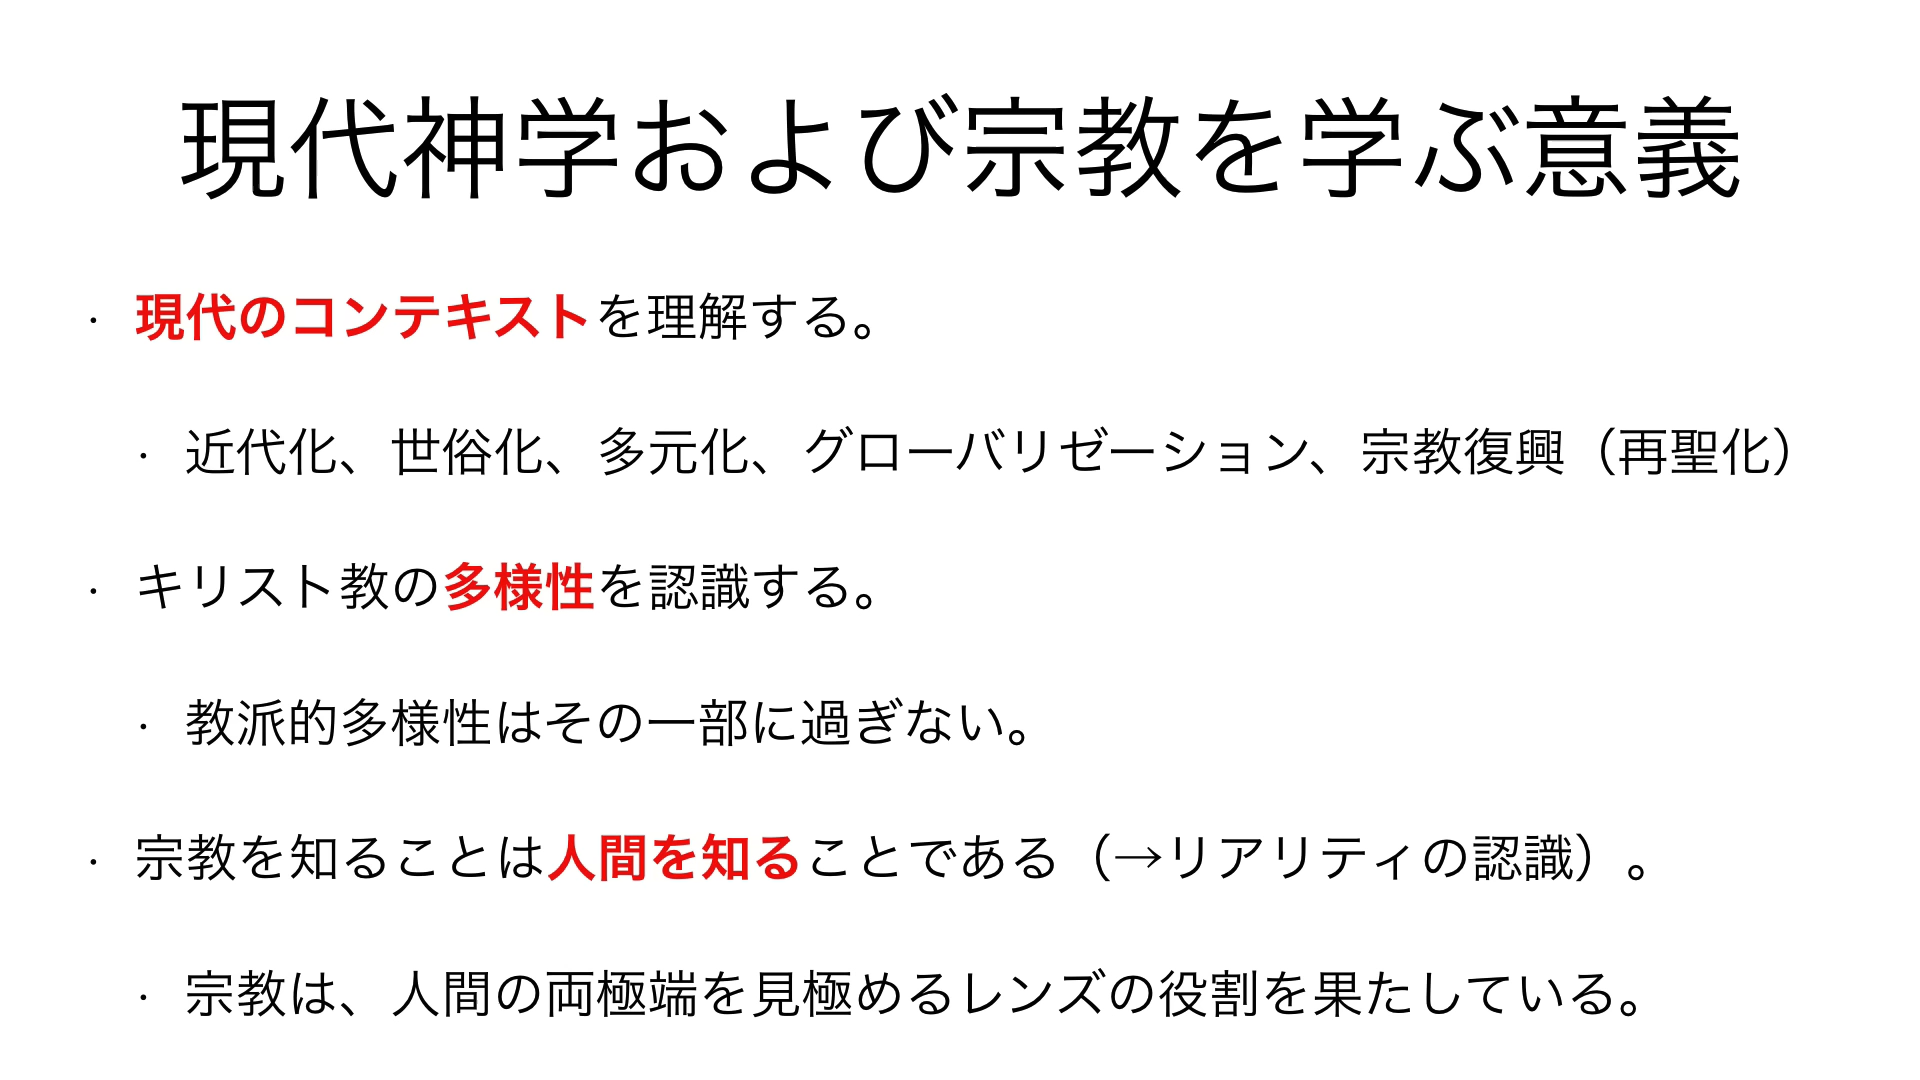 現代神学および宗教を学ぶ意義
・現代のコンテキストを理解する。
・近代化、世俗化、多元化、グローバリゼーション、宗教復興（再聖化）
・キリスト教の多様性を認識する。
・教派的多様性はその一部に過ぎない。
・宗教を知ることは人間を知ることである（→リアリティの認識）。
・宗教は、人間の両極端を見極めるレンズの役割を果たしている。